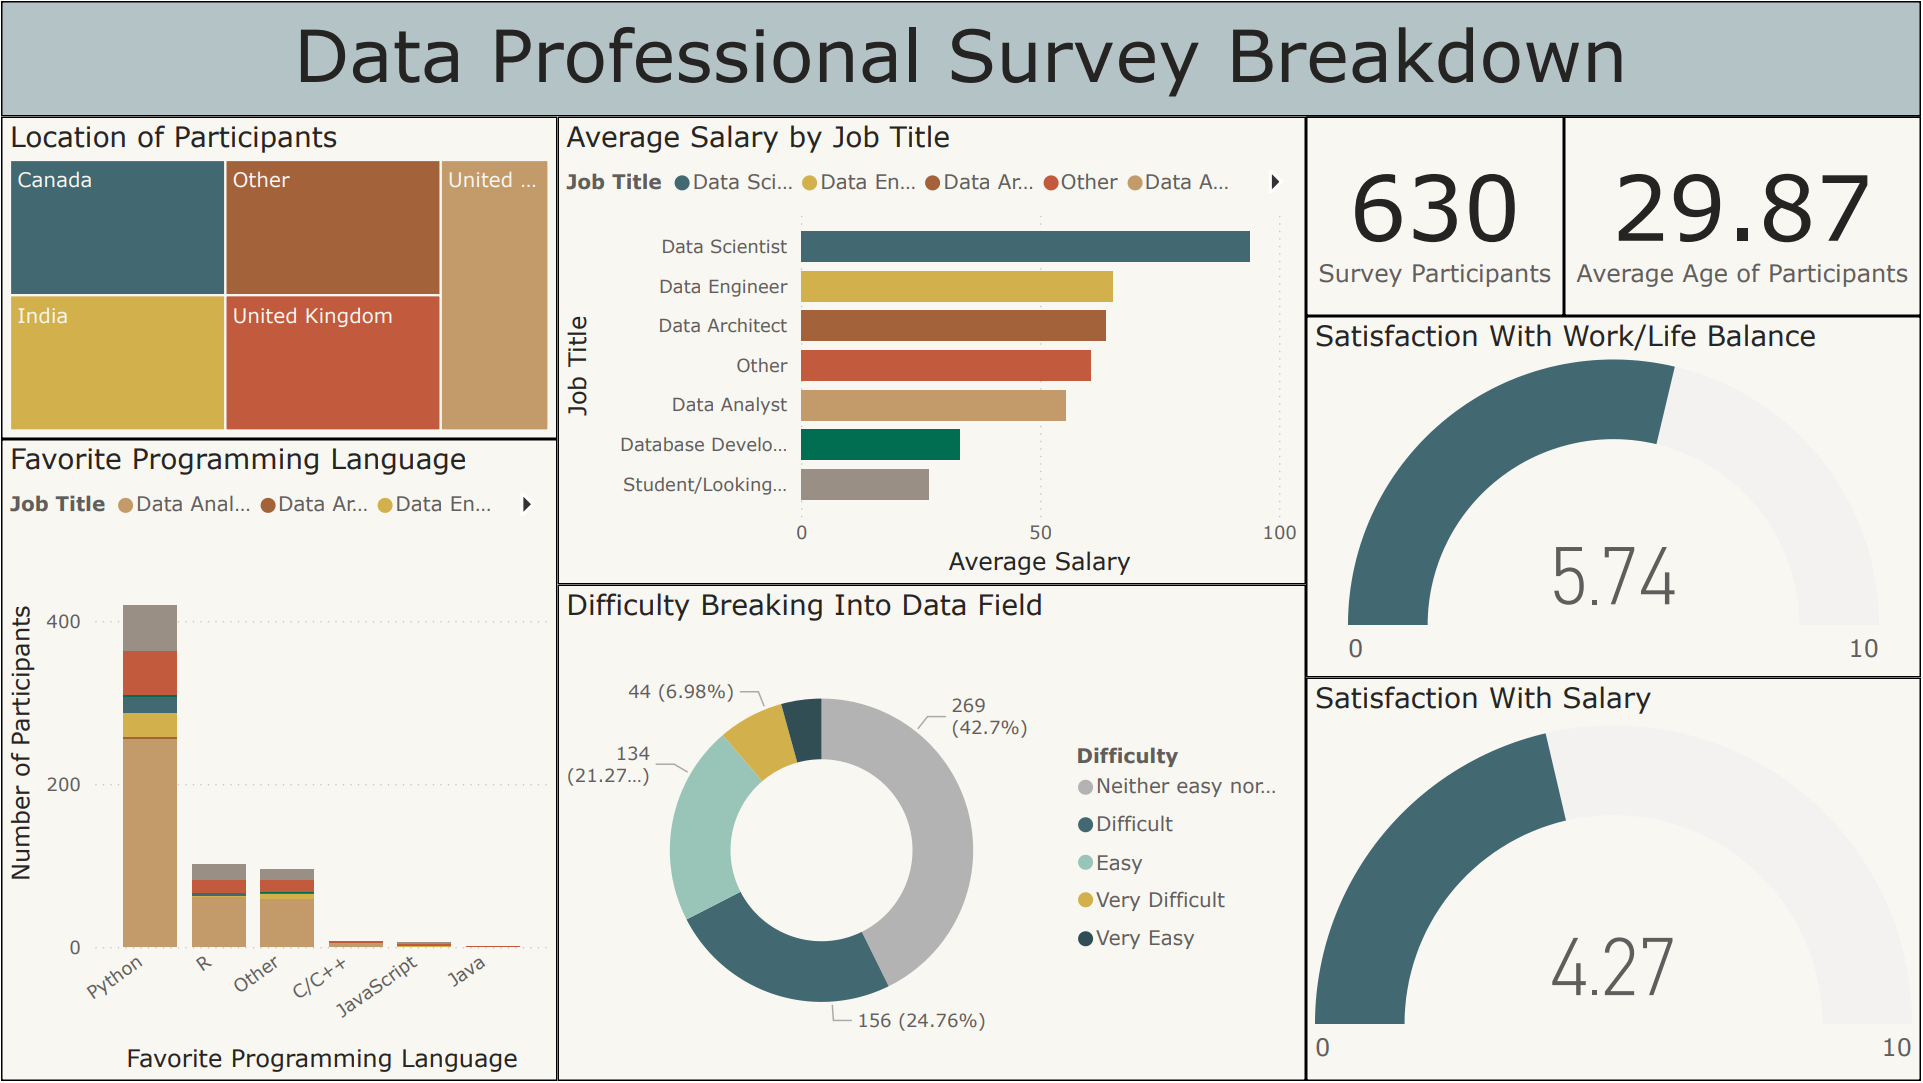 Data Professional Survey Breakdown
Location of Participants
Canada
Other
United ...
India
United Kingdom
Favorite Programming Language
Job Title
Data Anal...
Data Ar...
Data En...
Number of Participants
400
200
0
Python
R
Other
C/C++
JavaScript
Java
Favorite Programming Language
Average Salary by Job Title
Job Title
Data Sci...
Data En...
Data Ar...
Other
Data A...
Job Title
Data Scientist
Data Engineer
Data Architect
Other
Data Analyst
Database Develo...
Student/Looking...
0
50
100
Average Salary
Difficulty Breaking Into Data Field
44 (6.98%)
269
(42.7%)
134
(21.27...)
156 (24.76%)
Difficulty
Neither easy nor...
Difficult
Easy
Very Difficult
Very Easy
630
Survey Participants
29.87
Average Age of Participants
Satisfaction With Work/Life Balance
5.74
0
10
Satisfaction With Salary
4.27
0
10